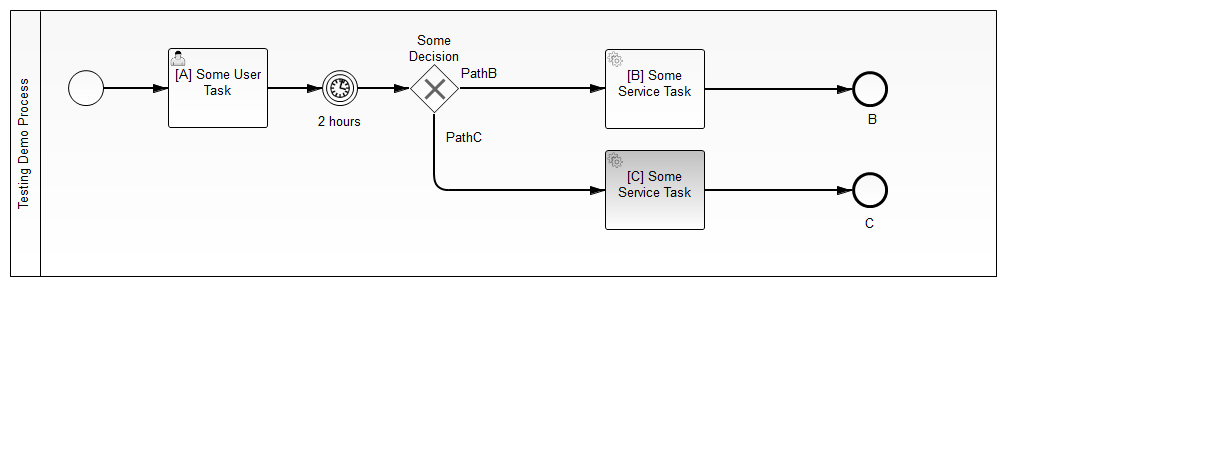 Testing Demo Process
[A] Some User
Task
2 hours
Some
Decision
PathB
PathC
[B] Some
Service Task
B
[C] Some
Service Task
C